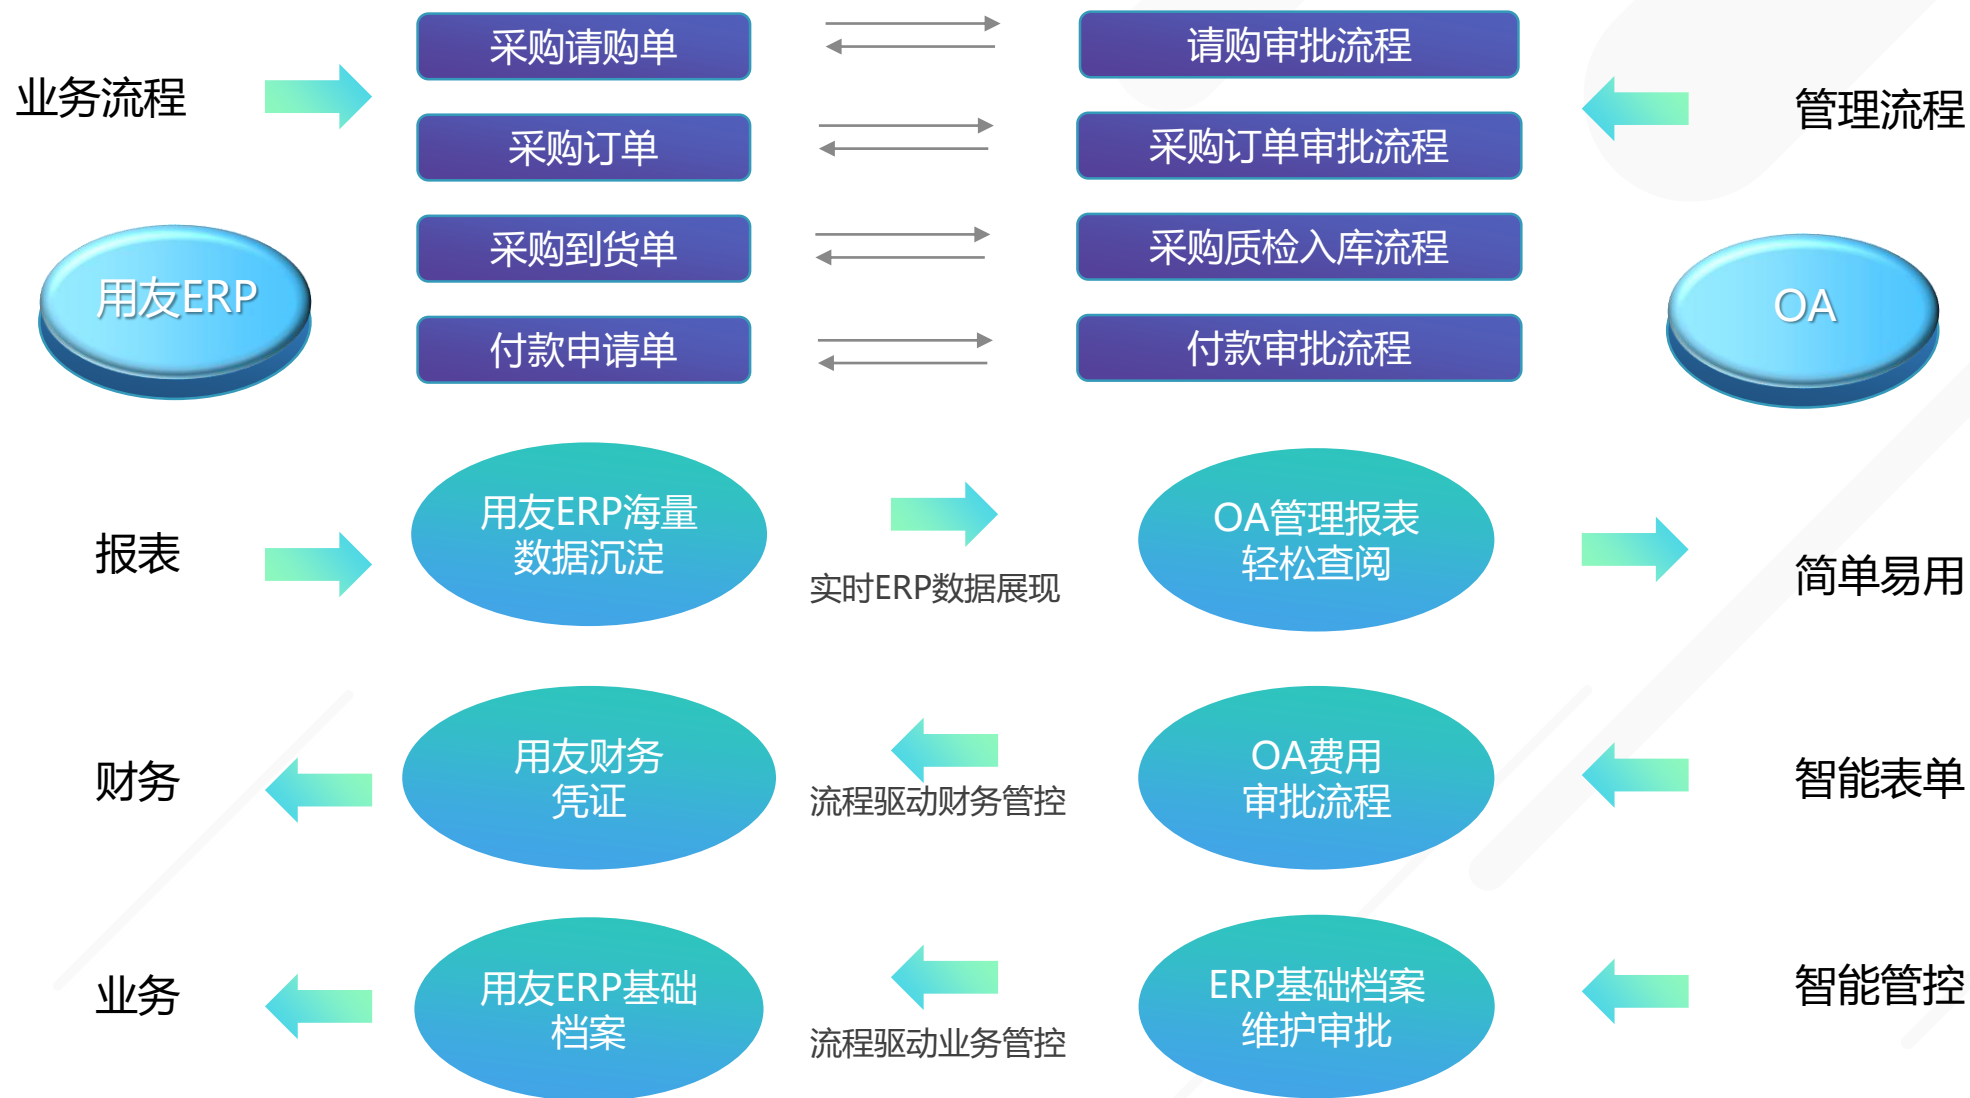 采购请购单
请购审批流程
业务流程
管理流程
采购订单
采购订单审批流程
采购到货单
采购质检入库流程
用友ERP
OA
付款申请单
付款审批流程
报表
用友ERP海量
数据沉淀
实时ERP数据展现
OA管理报表
轻松查阅
简单易用
财务
用友财务
凭证
流程驱动财务管控
OA费用
审批流程
智能表单
业务
用友ERP基础
档案
流程驱动业务管控
ERP基础档案
维护审批
智能管控